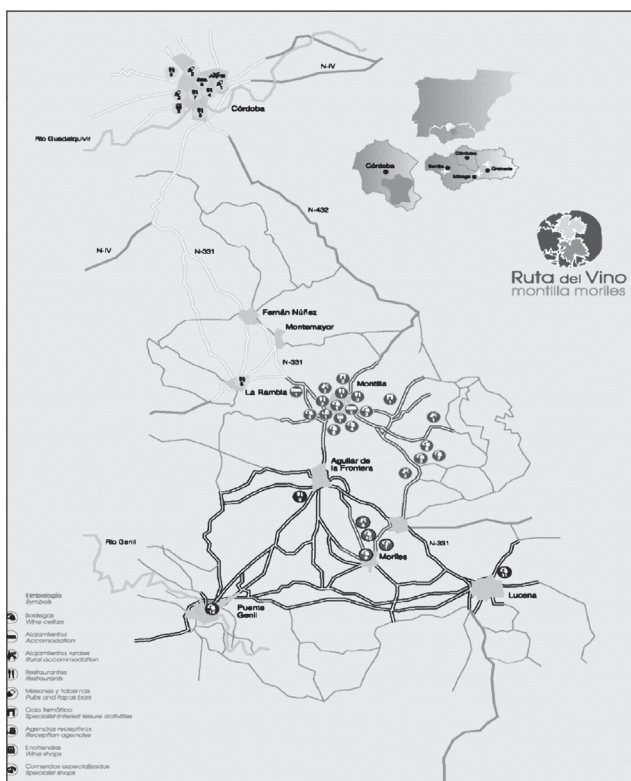 N-IV
Córdoba
Río Guadalquivir
Córdoba
Sevilla
Córdoba
Granada
Málaga
N-432
N-IV
N-331
Ruta del Vino
montilla moriles
Fernán Núñez
Montemayor
N-331
La Rambla
Montilla
Aguilar de
la Frontera
N-331
Río Genil
Moriles
Lucena
Puente
Genil
Simbología
Symbols
Bodegas
Wine cellars
Alojamientos
Accomodation
Alojamientos rurales
Rural accommodation
Restaurantes
Restaurants
Mesones y tabernas
Pubs and tapas bars
Ocio temático
Specialist-interest leisure activities
Agencias receptivas
Reception agencies
Enotiendas
Wine shops
Comercios especializados
Specialist shops